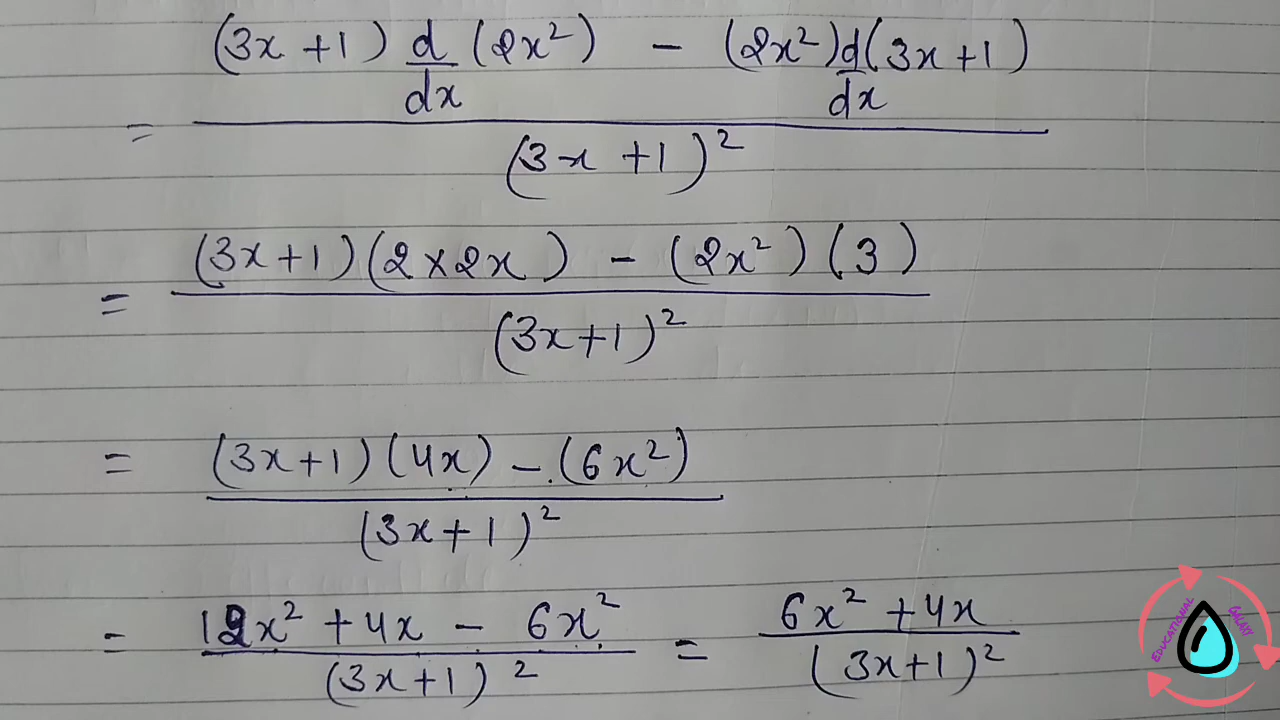 = (3x+1) d/dx (2x²) - (2x²) d/dx (3x+1) / (3x+1)²
= (3x+1)(2×2x) - (2x²)(3) / (3x+1)²
= (3x+1)(4x) - (6x²) / (3x+1)²
= 12x² + 4x - 6x² / (3x+1)² = 6x² + 4x / (3x+1)²
EDUCATIONAL GALAXY